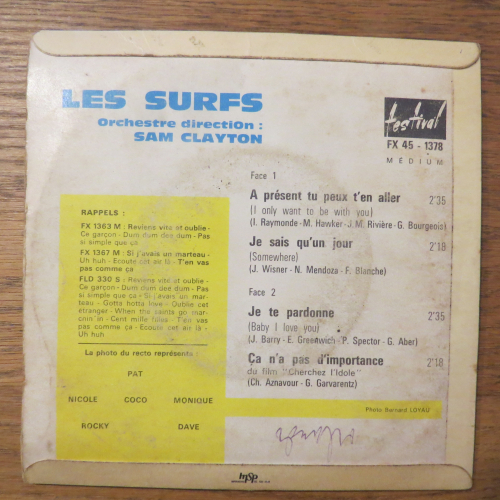 LES SURFS
Orchestre direction :
SAM CLAYTON
festival
FX 45 - 1378
MEDIUM
Face 1
A présent tu peux t'en aller 2'35
(I only want to be with you)
(I. Raymonde - M. Hawker - J. M. Rivière - G. Bourgeois)
Je sais qu'un jour 2'18
(Somewhere)
(J. Wisner - N. Mendoza - F. Blanche)
Face 2
Je te pardonne 2'35
(Baby I love you)
(J. Barry - E. Greenwich - P. Spector - G. Aber)
Ça n'a pas d'importance 2'18
du film "Cherchez l'Idole"
(Ch. Aznavour - G. Garvarentz)
Photo Bernard LOYAU
RAPPELS :
FX 1363 M : Reviens vite et oublie -
Ce garçon - Dum dum dee dum - Pas
si simple que ça
FX 1367 M : Si j'avais un marteau -
Uh huh - Ecoute cet air là - T'en vas
pas comme ça
FLD 330 S : Reviens vite et oublie -
Ce garçon - Dum dum dee dum - Pas
si simple que ça - Si j'avais un mar-
teau - Gotta hotta love - Oublie cet
étranger - When the saints go mar-
chin'in - Cent mille fois - T'en vas
pas comme ça - Ecoute cet air là -
Uh huh
La photo du recto représente :
PAT
NICOLE COCO MONIQUE
ROCKY DAVE